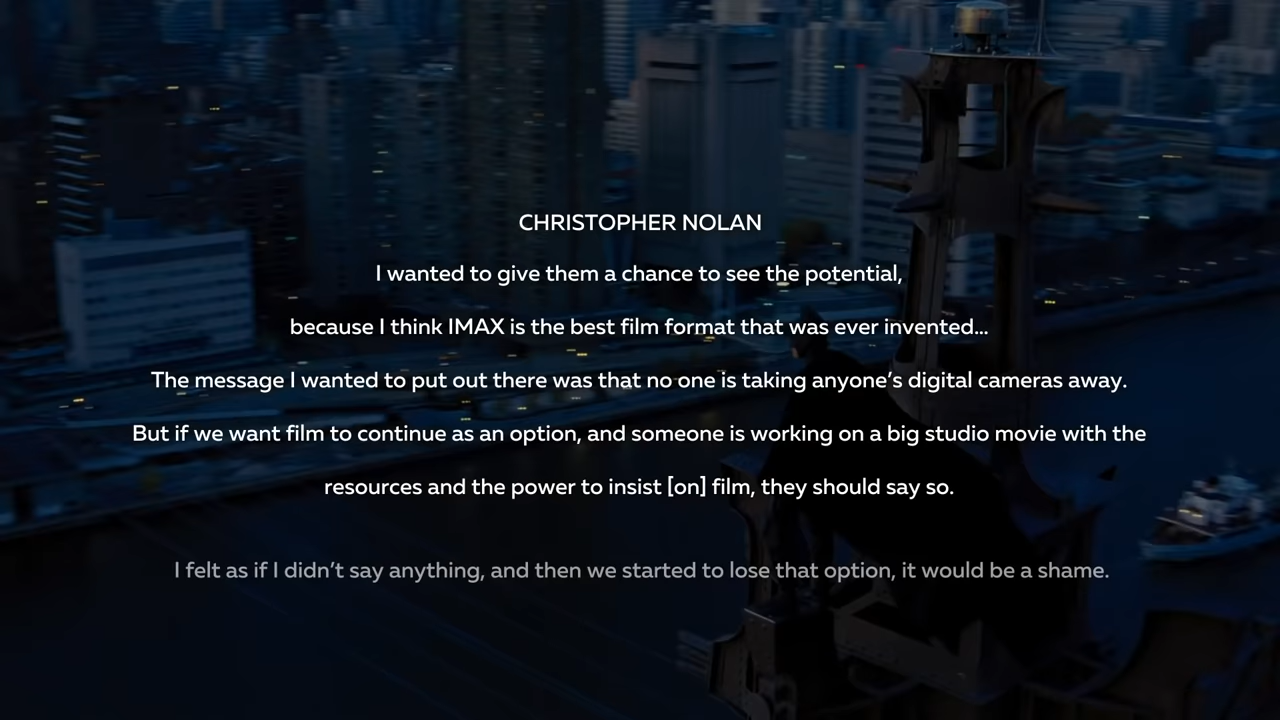 CHRISTOPHER NOLAN
I wanted to give them a chance to see the potential,
because I think IMAX is the best film format that was ever invented...
The message I wanted to put out there was that no one is taking anyone’s digital cameras away.
But if we want film to continue as an option, and someone is working on a big studio movie with the
resources and the power to insist [on] film, they should say so.
I felt as if I didn’t say anything, and then we started to lose that option, it would be a shame.